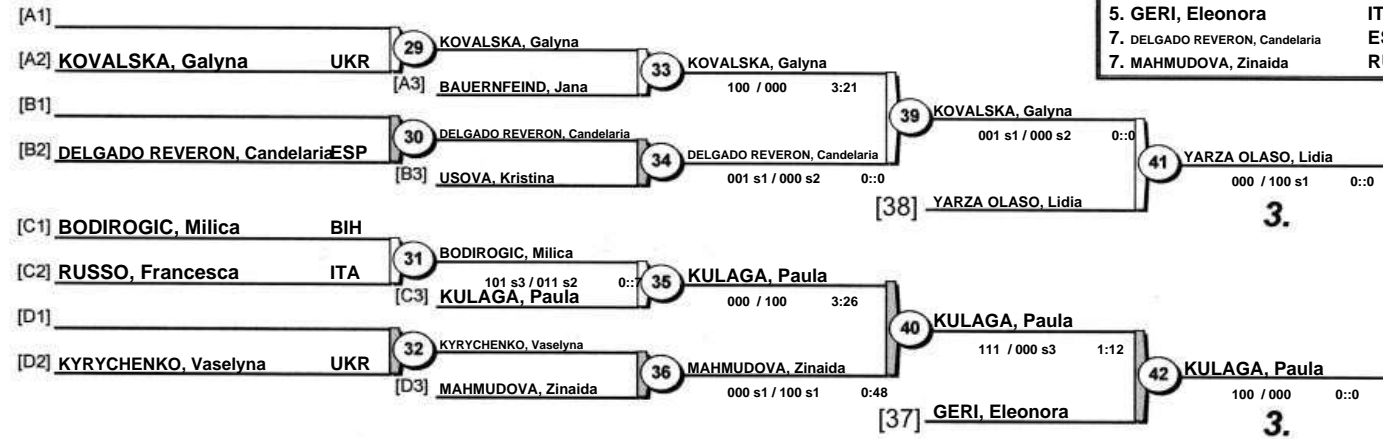 5. GERI, Eleonora IT
7. DELGADO REVERON, Candelaria ES
7. MAHMUDOVA, Zinaida RU
[A1]
[A2] KOVALSKA, Galyna UKR
29 KOVALSKA, Galyna
[A3] BAUERNFEIND, Jana
33 KOVALSKA, Galyna
100 / 000 3:21
[B1]
[B2] DELGADO REVERON, Candelaria ESP
30 DELGADO REVERON, Candelaria
[B3] USOVA, Kristina
34 DELGADO REVERON, Candelaria
001 s1 / 000 s2 0::0
39 KOVALSKA, Galyna
001 s1 / 000 s2 0::0
[38] YARZA OLASO, Lidia
41 YARZA OLASO, Lidia
000 / 100 s1 0::0
3.
[C1] BODIROGIC, Milica BIH
[C2] RUSSO, Francesca ITA
31 BODIROGIC, Milica
101 s3 / 011 s2 0::7
[C3] KULAGA, Paula
35 KULAGA, Paula
000 / 100 3:26
[D1]
[D2] KYRYCHENKO, Vaselyna UKR
32 KYRYCHENKO, Vaselyna
[D3] MAHMUDOVA, Zinaida
36 MAHMUDOVA, Zinaida
000 s1 / 100 s1 0:48
40 KULAGA, Paula
111 / 000 s3 1:12
[37] GERI, Eleonora
42 KULAGA, Paula
100 / 000 0::0
3.